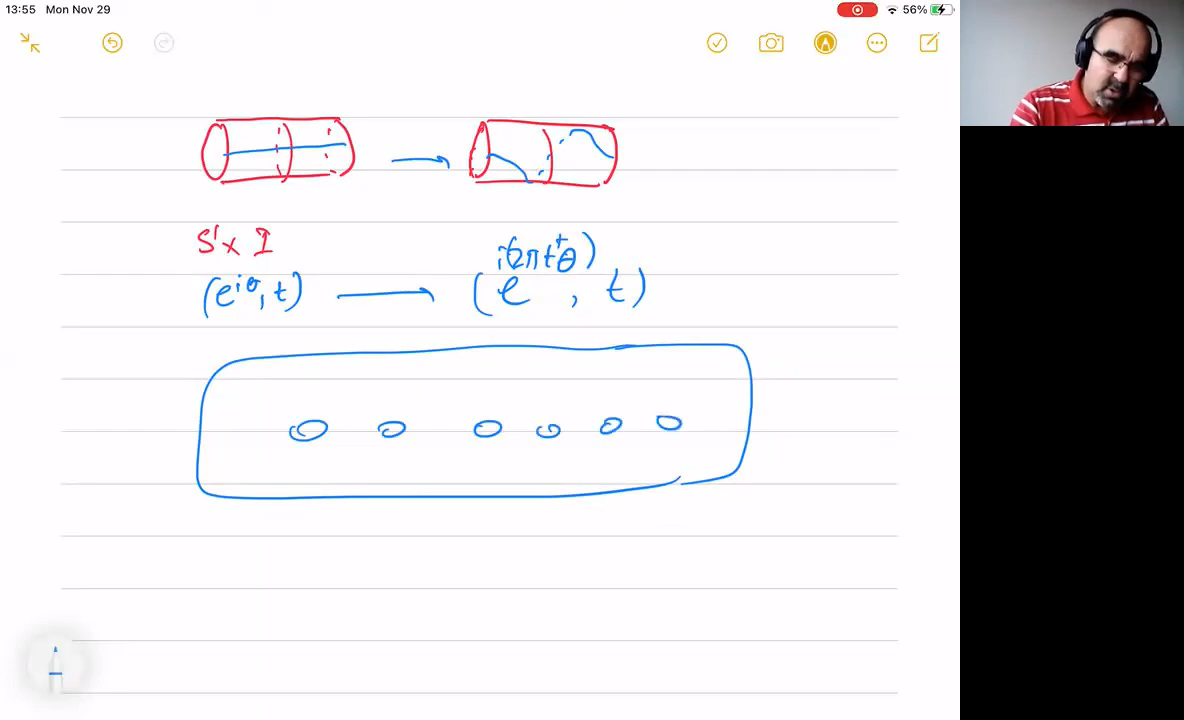 13:55 Mon Nov 29 56%
S¹ x I
i(2πt+θ)
(e^{iθ}, t) ⟶ (e , t)